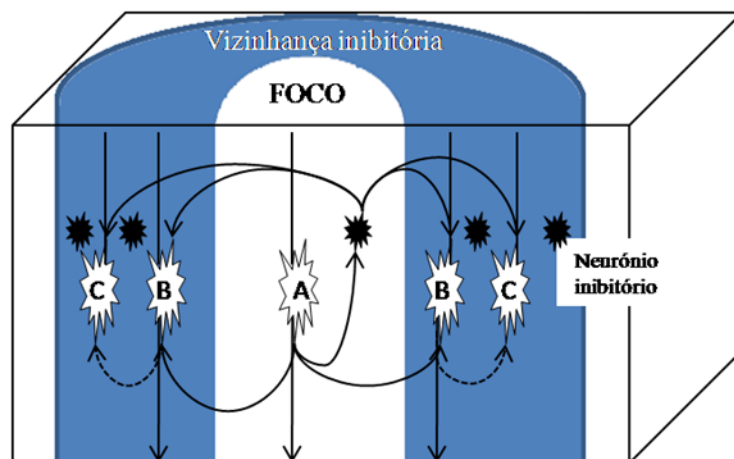 Vizinhança inibitória
FOCO
C B A B C
Neurónio
inibitório